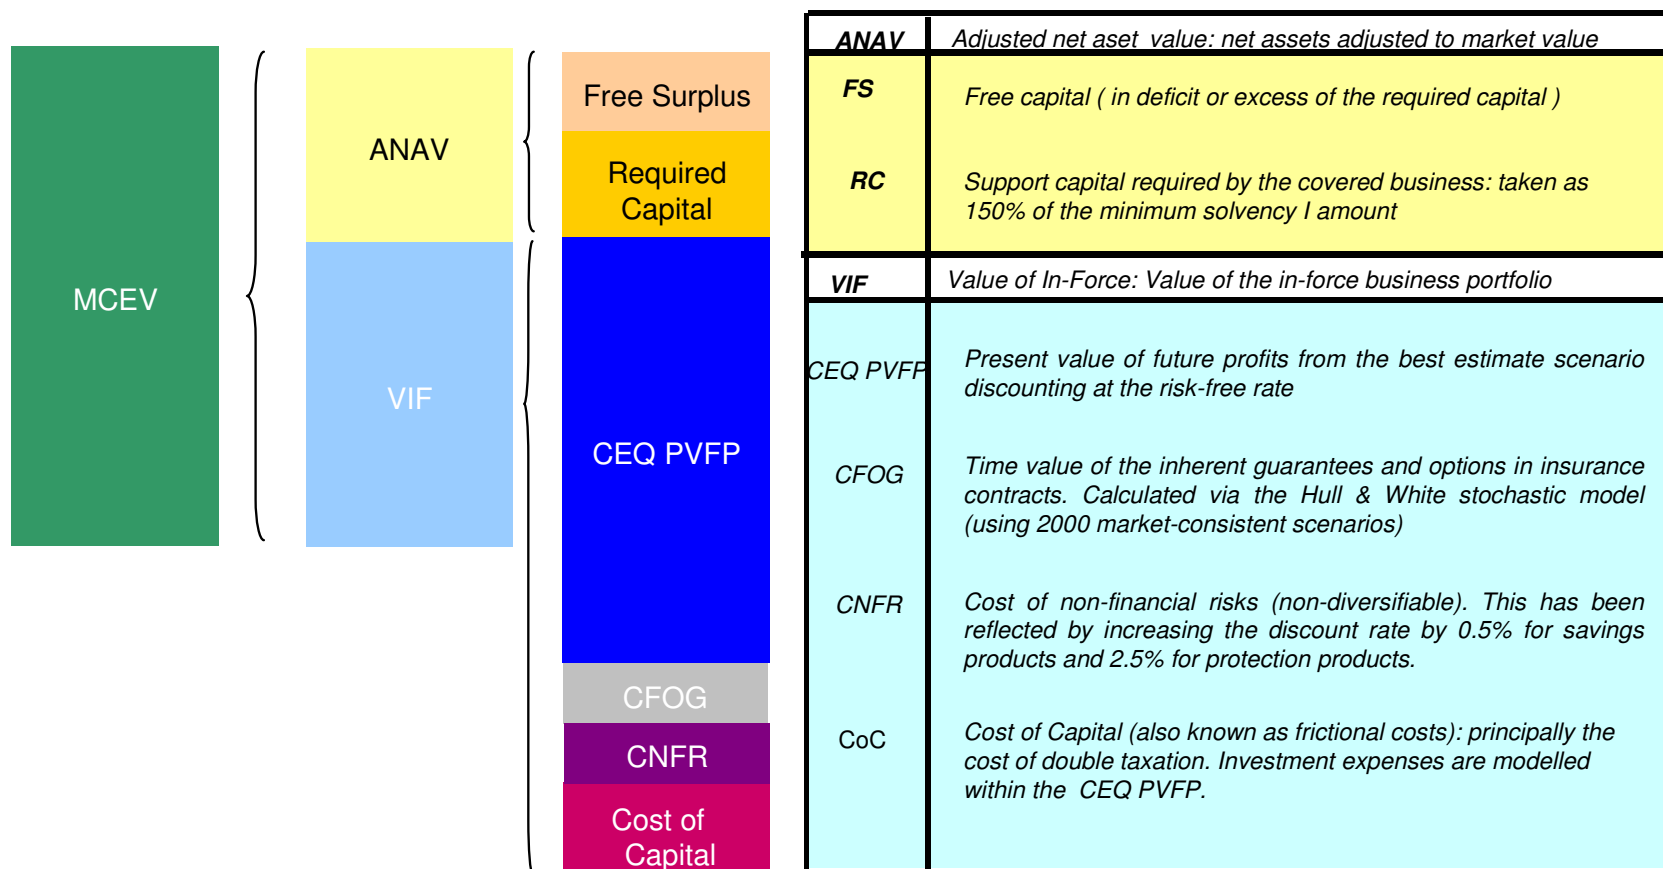 MCEV
ANAV
VIF
Free Surplus
Required
Capital
CEQ PVFP
CFOG
CNFR
Cost of
Capital
ANAV Adjusted net aset value: net assets adjusted to market value
FS Free capital ( in deficit or excess of the required capital )
RC Support capital required by the covered business: taken as
150% of the minimum solvency I amount
VIF Value of In-Force: Value of the in-force business portfolio
CEQ PVFP Present value of future profits from the best estimate scenario
discounting at the risk-free rate
CFOG Time value of the inherent guarantees and options in insurance
contracts. Calculated via the Hull & White stochastic model
(using 2000 market-consistent scenarios)
CNFR Cost of non-financial risks (non-diversifiable). This has been
reflected by increasing the discount rate by 0.5% for savings
products and 2.5% for protection products.
CoC Cost of Capital (also known as frictional costs): principally the
cost of double taxation. Investment expenses are modelled
within the CEQ PVFP.